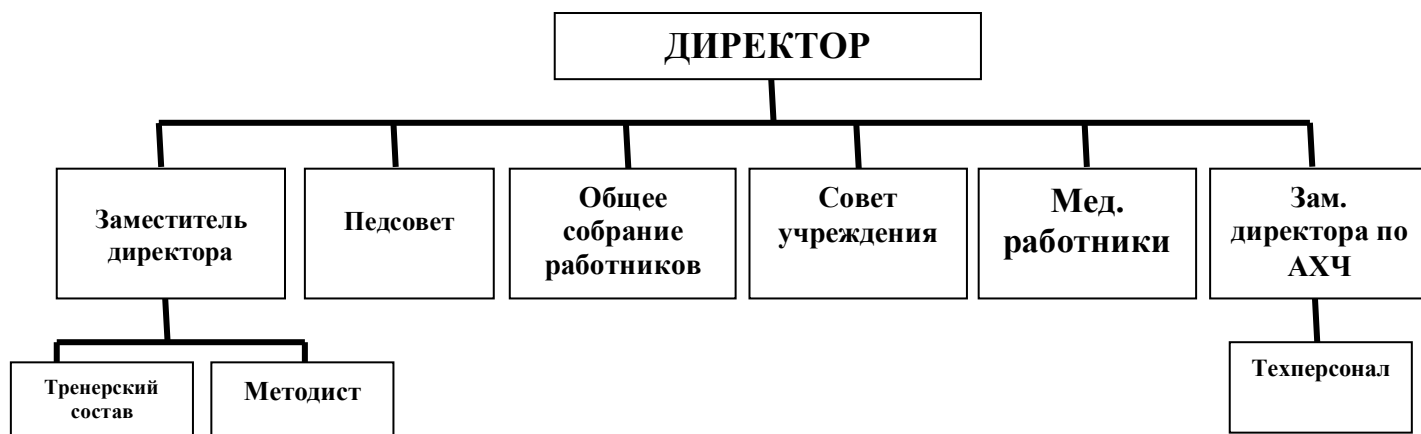 ДИРЕКТОР
Заместитель
директора
Педсовет
Общее
собрание
работников
Совет
учреждения
Мед.
работники
Зам.
директора по
АХЧ
Тренерский
состав
Методист
Техперсонал